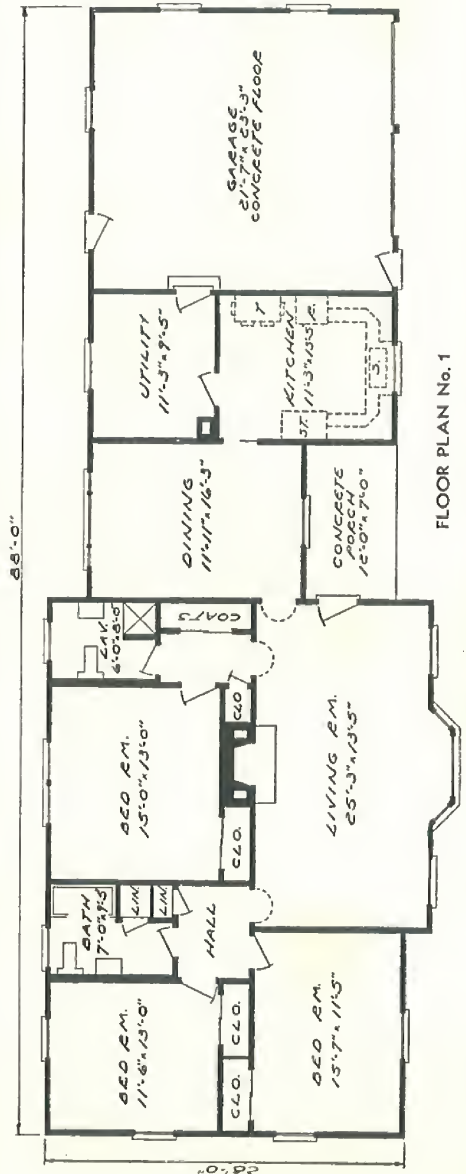 88'-0"
28'-0"
BED RM.
11'-6" x 13'-0"
BATH
7'-0" x 9'-5"
LIN.
LIN.
BED RM.
15'-0" x 13'-0"
LAV.
6'-0" x 8'-0"
COATS
CLO.
CLO.
HALL
CLO.
CLO
BED RM.
15'-7" x 11'-5"
LIVING RM.
25'-3" x 13'-5"
DINING
11'-11" x 16'-3"
CONCRETE
PORCH
12'-0" x 7'-0"
UTILITY
11'-3" x 9'-5"
KITCHEN
11'-3" x 13'-5"
T
R.
S.
ST.
GARAGE
21'-7" x 23'-3"
CONCRETE FLOOR
FLOOR PLAN No. 1